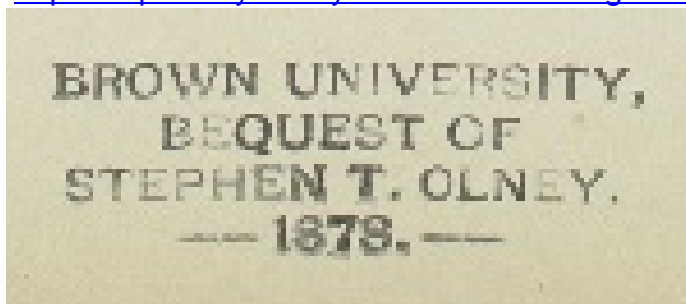 BROWN UNIVERSITY,
BEQUEST OF
STEPHEN T. OLNEY.
— 1878. —